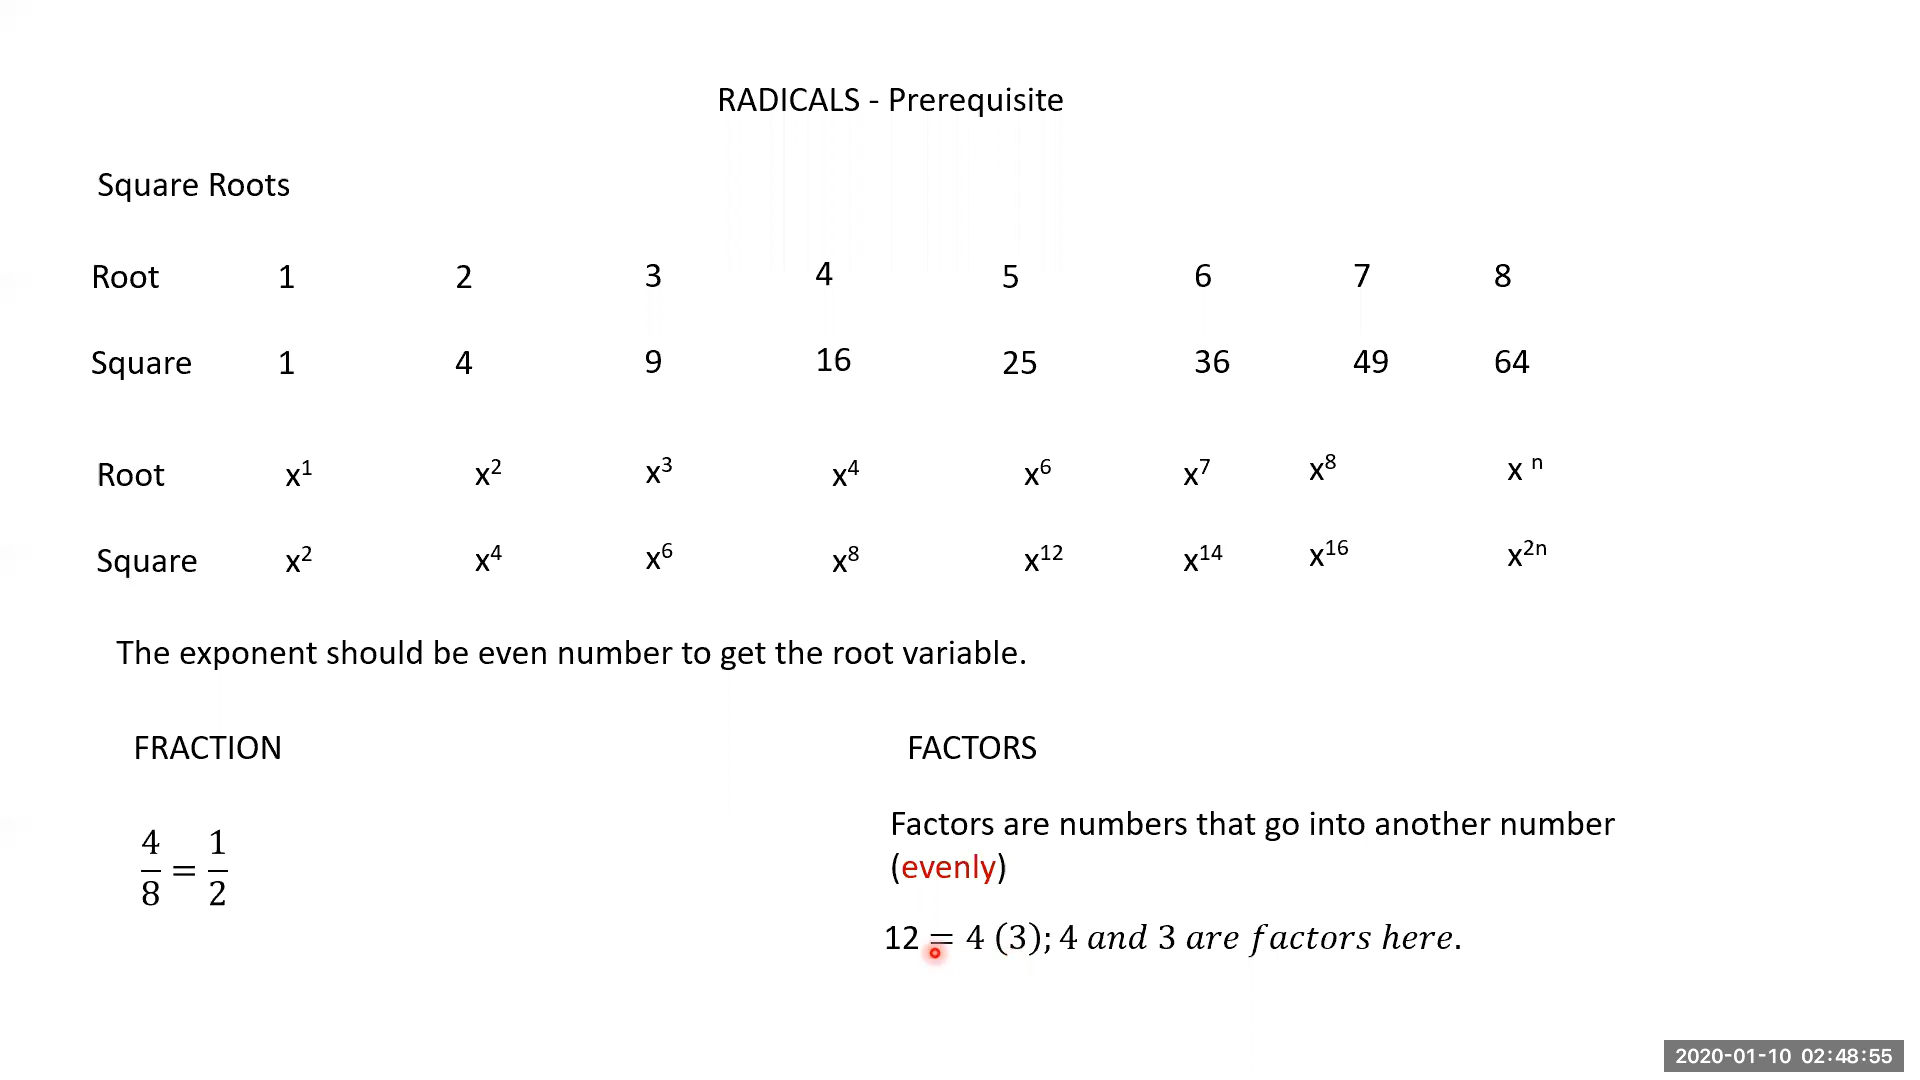 RADICALS - Prerequisite
Square Roots
Root 1 2 3 4 5 6 7 8
Square 1 4 9 16 25 36 49 64
Root x¹ x² x³ x⁴ x⁶ x⁷ x⁸ x ⁿ
Square x² x⁴ x⁶ x⁸ x¹² x¹⁴ x¹⁶ x²ⁿ
The exponent should be even number to get the root variable.
FRACTION FACTORS
Factors are numbers that go into another number
(evenly)
4/8 = 1/2
12 = 4 (3); 4 and 3 are factors here.
2020-01-10 02:48:55